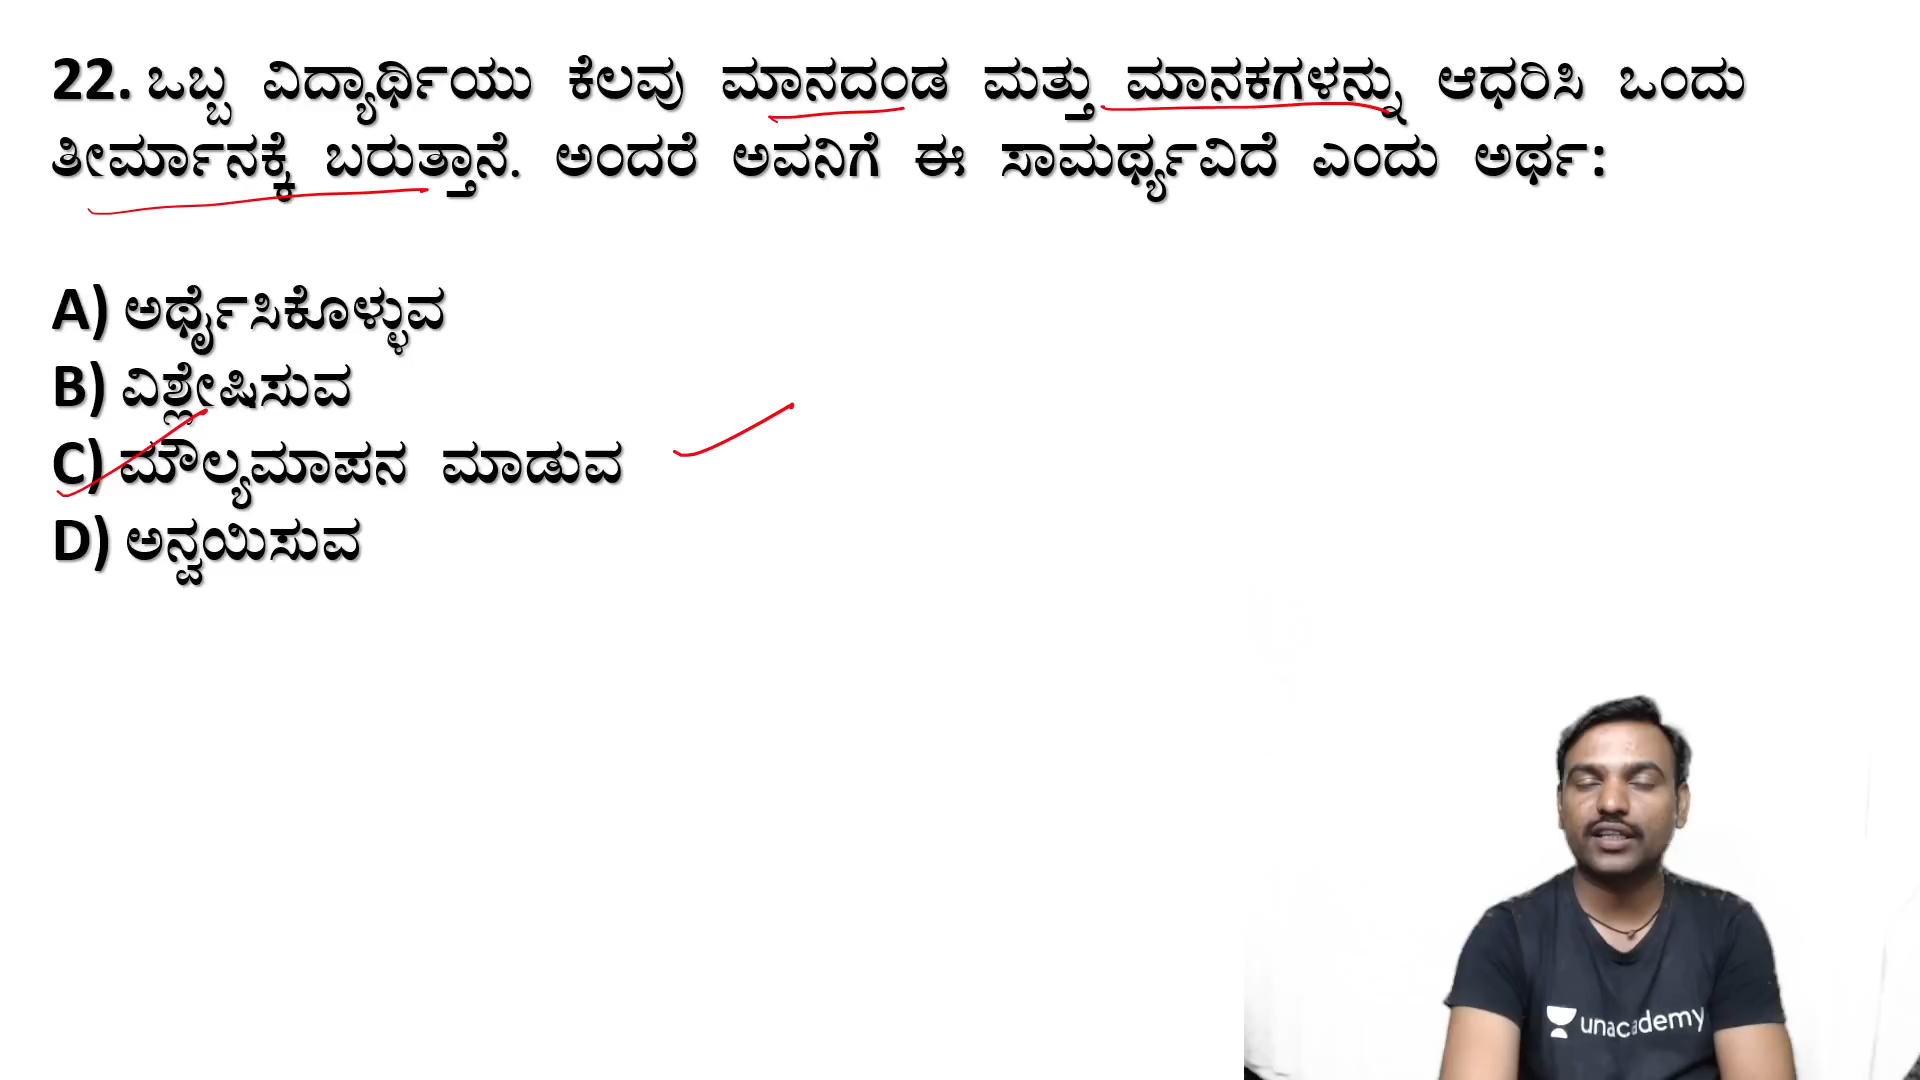 22. ಒಬ್ಬ ವಿದ್ಯಾರ್ಥಿಯು ಕೆಲವು ಮಾನದಂಡ ಮತ್ತು ಮಾನಕಗಳನ್ನು ಆಧರಿಸಿ ಒಂದು
ತೀರ್ಮಾನಕ್ಕೆ ಬರುತ್ತಾನೆ. ಅಂದರೆ ಅವನಿಗೆ ಈ ಸಾಮರ್ಥ್ಯವಿದೆ ಎಂದು ಅರ್ಥ:
A) ಅರ್ಥೈಸಿಕೊಳ್ಳುವ
B) ವಿಶ್ಲೇಷಿಸುವ
C) ಮೌಲ್ಯಮಾಪನ ಮಾಡುವ
D) ಅನ್ವಯಿಸುವ
unacademy